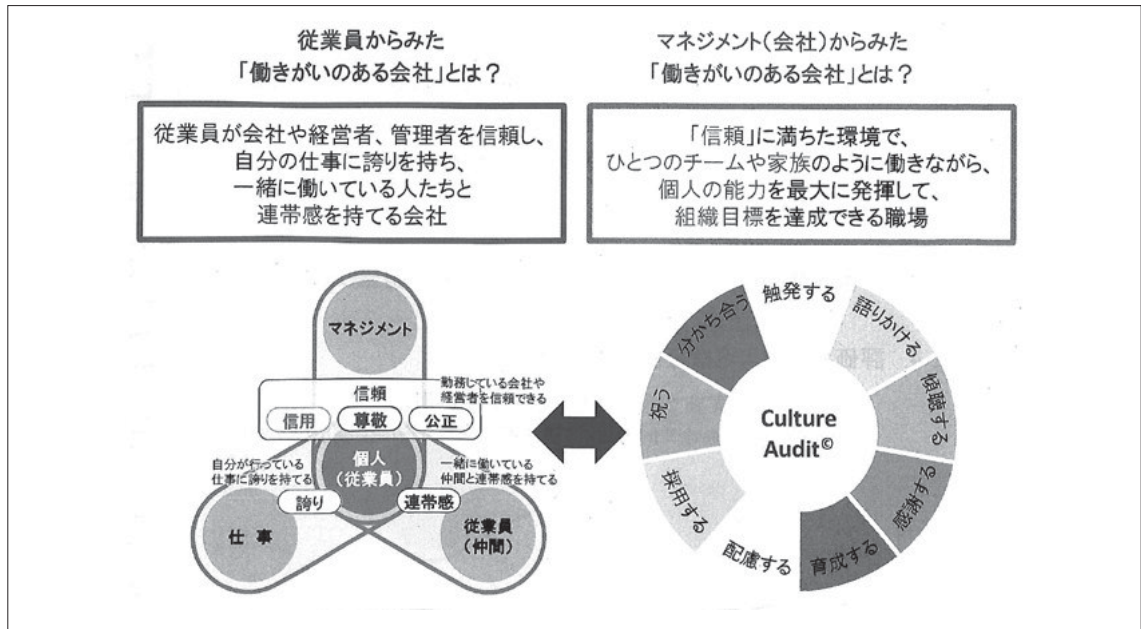 従業員からみた
「働きがいのある会社」とは？
従業員が会社や経営者、管理者を信頼し、
自分の仕事に誇りを持ち、
一緒に働いている人たちと
連帯感を持てる会社
マネジメント（会社）からみた
「働きがいのある会社」とは？
「信頼」に満ちた環境で、
ひとつのチームや家族のように働きながら、
個人の能力を最大に発揮して、
組織目標を達成できる職場
マネジメント
信頼
勤務している会社や
経営者を信頼できる
信用
尊敬
公正
個人
（従業員）
自分が行っている
仕事に誇りを持てる
誇り
一緒に働いている
仲間と連帯感を持てる
連帯感
仕事
従業員
（仲間）
触発する
語りかける
傾聴する
感謝する
育成する
配慮する
採用する
祝う
分かち合う
Culture
Audit©